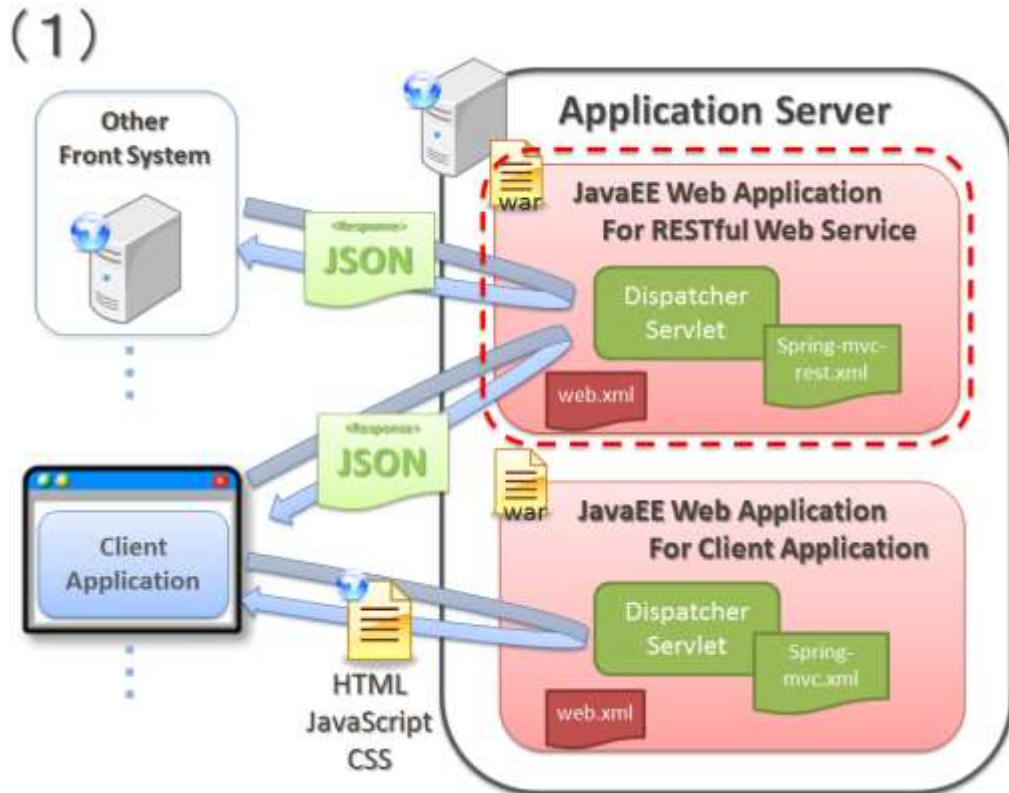 (1)
Other
Front System
Application Server
war
JavaEE Web Application
For RESTful Web Service
<Response>
JSON
Dispatcher
Servlet
Spring-mvc-
rest.xml
web.xml
<Response>
JSON
war
JavaEE Web Application
For Client Application
Client
Application
Dispatcher
Servlet
Spring-
mvc.xml
web.xml
HTML
JavaScript
CSS